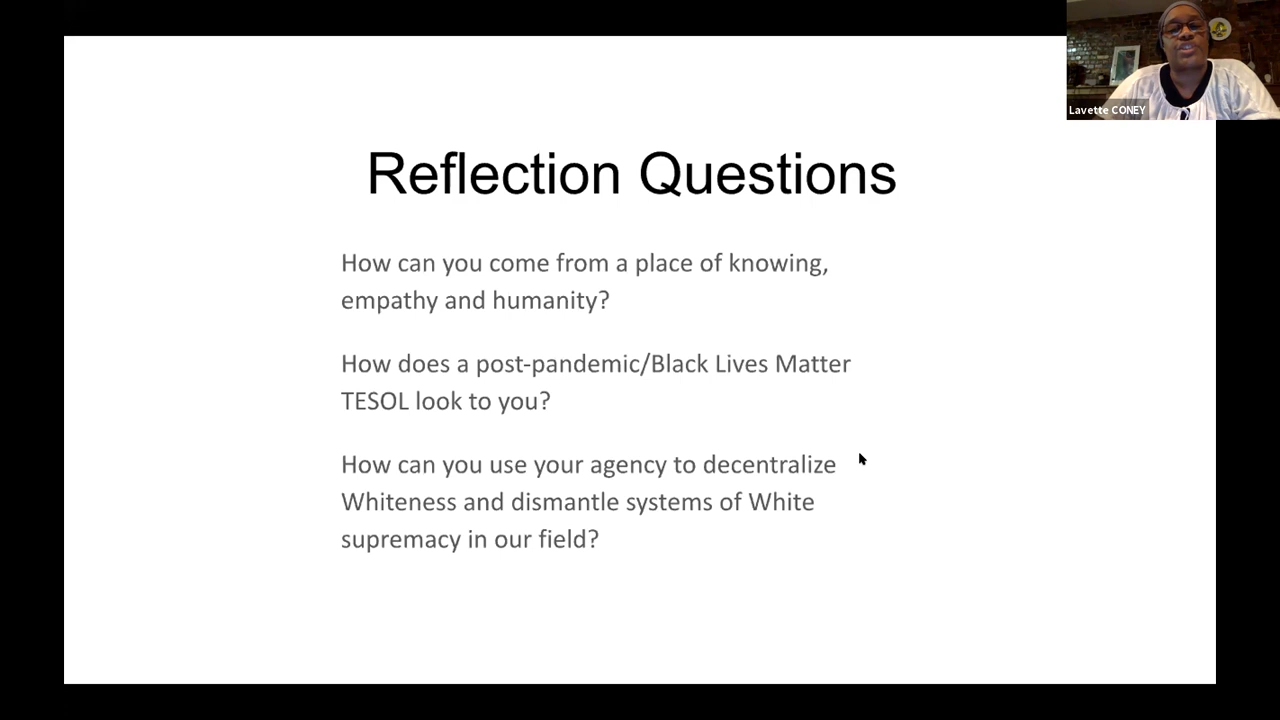 Lavette CONEY
Reflection Questions
How can you come from a place of knowing,
empathy and humanity?
How does a post-pandemic/Black Lives Matter
TESOL look to you?
How can you use your agency to decentralize
Whiteness and dismantle systems of White
supremacy in our field?